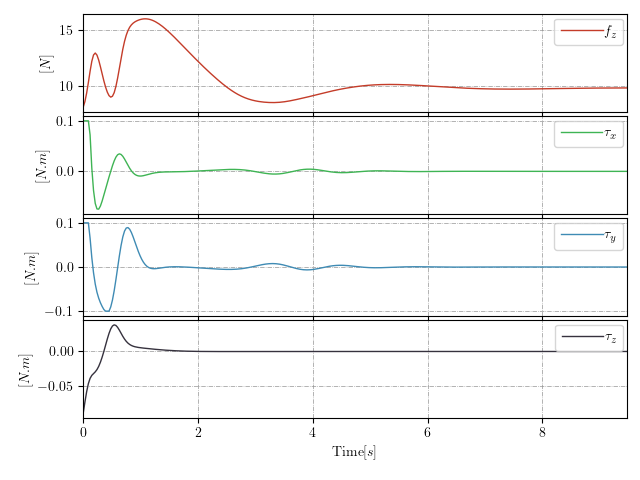 15
10
[N]
f_z
0.1
0.0
[N.m]
τ_x
0.1
0.0
−0.1
[N.m]
τ_y
0.00
−0.05
[N.m]
τ_z
0 2 4 6 8
Time[s]